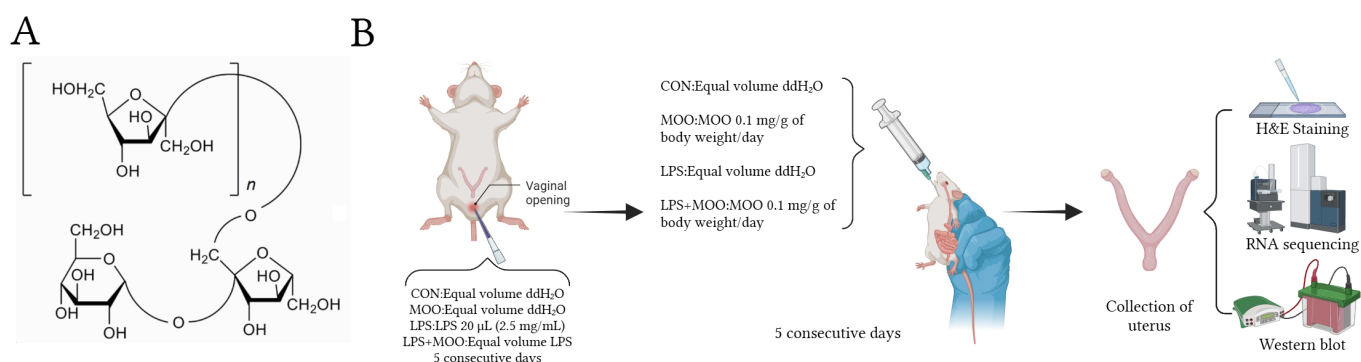 A
B
HOH₂C
O
HO
CH₂OH
OH
n
O
CH₂OH
O
OH
HO
OH
H₂C
O
O
HO
CH₂OH
OH
Vaginal
opening
CON:Equal volume ddH₂O
MOO:Equal volume ddH₂O
LPS:LPS 20 µL (2.5 mg/mL)
LPS+MOO:Equal volume LPS
5 consecutive days
CON:Equal volume ddH₂O
MOO:MOO 0.1 mg/g of
body weight/day
LPS:Equal volume ddH₂O
LPS+MOO:MOO 0.1 mg/g of
body weight/day
5 consecutive days
Collection of
uterus
H&E Staining
RNA sequencing
Western blot